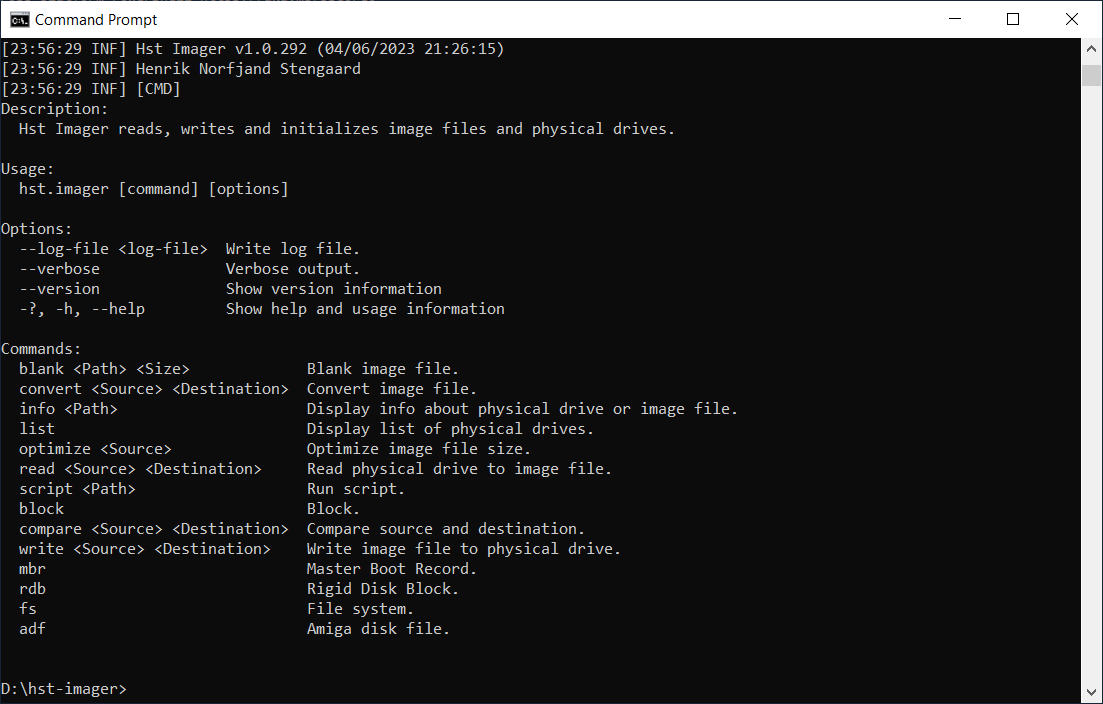 Command Prompt
[23:56:29 INF] Hst Imager v1.0.292 (04/06/2023 21:26:15)
[23:56:29 INF] Henrik Norfjand Stengaard
[23:56:29 INF] [CMD]
Description:
  Hst Imager reads, writes and initializes image files and physical drives.

Usage:
  hst.imager [command] [options]

Options:
  --log-file <log-file>  Write log file.
  --verbose              Verbose output.
  --version              Show version information
  -?, -h, --help         Show help and usage information

Commands:
  blank <Path> <Size>             Blank image file.
  convert <Source> <Destination>  Convert image file.
  info <Path>                     Display info about physical drive or image file.
  list                            Display list of physical drives.
  optimize <Source>               Optimize image file size.
  read <Source> <Destination>     Read physical drive to image file.
  script <Path>                   Run script.
  block                           Block.
  compare <Source> <Destination>  Compare source and destination.
  write <Source> <Destination>    Write image file to physical drive.
  mbr                             Master Boot Record.
  rdb                             Rigid Disk Block.
  fs                              File system.
  adf                             Amiga disk file.

D:\hst-imager>